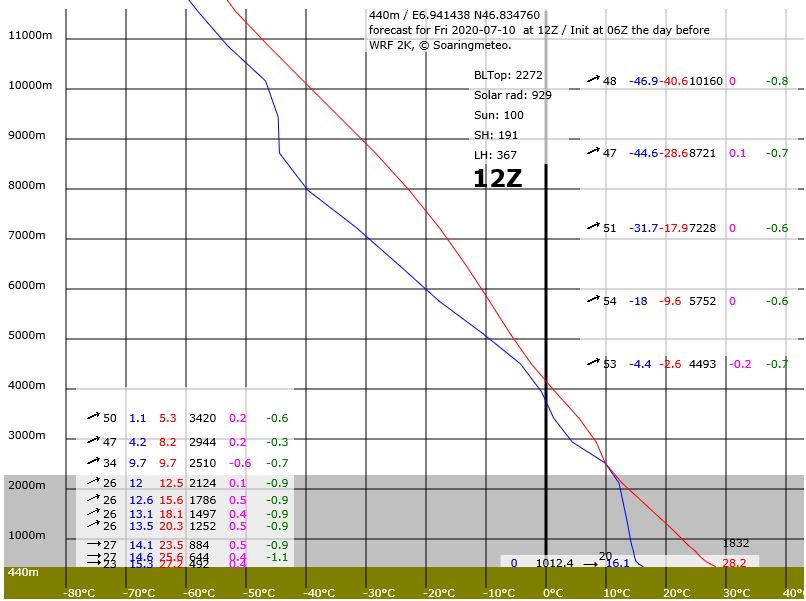 440m / E6.941438 N46.834760
forecast for Fri 2020-07-10 at 12Z / Init at 06Z the day before
WRF 2K, © Soaringmeteo.
11000m
10000m
9000m
8000m
7000m
6000m
5000m
4000m
3000m
2000m
1000m
440m
BLTop: 2272
Solar rad: 929
Sun: 100
SH: 191
LH: 367
12Z
48 -46.9 -40.6 10160 0 -0.8
47 -44.6 -28.6 8721 0.1 -0.7
51 -31.7 -17.9 7228 0 -0.6
54 -18 -9.6 5752 0 -0.6
53 -4.4 -2.6 4493 -0.2 -0.7
50 1.1 5.3 3420 0.2 -0.6
47 4.2 8.2 2944 0.2 -0.3
34 9.7 9.7 2510 -0.6 -0.7
26 12 12.5 2124 0.1 -0.9
26 12.6 15.6 1786 0.5 -0.9
26 13.1 18.1 1497 0.4 -0.9
26 13.5 20.3 1252 0.5 -0.9
27 14.1 23.5 884 0.5 -0.9
27 14.6 25.6 644 0.4 -1.1
23 15.3 27.2 492 0.4
1832
20
0 1012.4 16.1 28.2
-80°C -70°C -60°C -50°C -40°C -30°C -20°C -10°C 0°C 10°C 20°C 30°C 40°